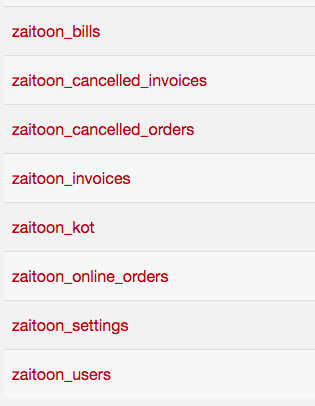 zaitoon_bills
zaitoon_cancelled_invoices
zaitoon_cancelled_orders
zaitoon_invoices
zaitoon_kot
zaitoon_online_orders
zaitoon_settings
zaitoon_users